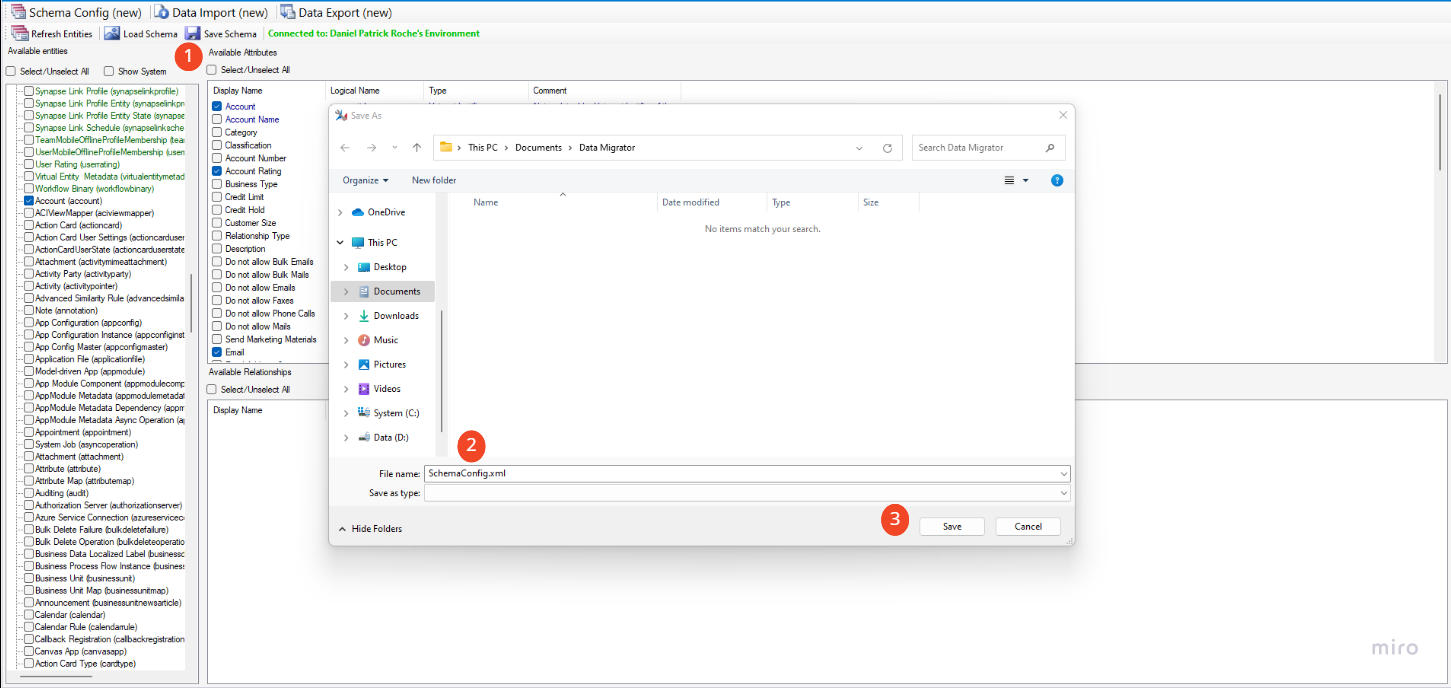 Schema Config (new) Data Import (new) Data Export (new)
Refresh Entities Load Schema Save Schema Connected to: Daniel Patrick Roche's Environment
Available entities
1
Select/Unselect All Show System
Synapse Link Profile (synapselinkprofile)
Synapse Link Profile Entity (synapselinkpr
Synapse Link Profile Entity State (synapse
Synapse Link Schedule (synapselinksche
TeamMobileOfflineProfileMembership (tear
UserMobileOfflineProfileMembership (user
User Rating (userrating)
Virtual Entity Metadata (virtualentitymetad
Workflow Binary (workflowbinary)
Account (account)
ACIViewMapper (aciviewmapper)
Action Card (actioncard)
Action Card User Settings (actioncarduser
ActionCardUserState (actioncarduserstate
Attachment (activitymimeattachment)
Activity Party (activityparty)
Activity (activitypointer)
Advanced Similarity Rule (advancedsimila
Note (annotation)
App Configuration (appconfig)
App Configuration Instance (appconfiginst
App Config Master (appconfigmaster)
Application File (applicationfile)
Model-driven App (appmodule)
App Module Component (appmodulecomp
AppModule Metadata (appmodulemetadat
AppModule Metadata Dependency (appm
AppModule Metadata Async Operation (a
Appointment (appointment)
System Job (asyncoperation)
Attachment (attachment)
Attribute (attribute)
Attribute Map (attributemap)
Auditing (audit)
Authorization Server (authorizationserver)
Azure Service Connection (azureservicec
Bulk Delete Failure (bulkdeletefailure)
Bulk Delete Operation (bulkdeleteoperatio
Business Data Localized Label (businessd
Business Process Flow Instance (business
Business Unit (businessunit)
Business Unit Map (businessunitmap)
Announcement (businessunitnewsarticle)
Calendar (calendar)
Calendar Rule (calendarrule)
Callback Registration (callbackregistration
Canvas App (canvasapp)
Action Card Type (cardtype)
Available Attributes
Select/Unselect All
Display Name Logical Name Type Comment
Account
Account Name
Category
Classification
Account Number
Account Rating
Business Type
Credit Limit
Credit Hold
Customer Size
Relationship Type
Description
Do not allow Bulk Emails
Do not allow Bulk Mails
Do not allow Emails
Do not allow Faxes
Do not allow Phone Calls
Do not allow Mails
Send Marketing Materials
Email
Available Relationships
Select/Unselect All
Display Name
Save As
This PC Documents Data Migrator Search Data Migrator
Organize New folder
Name Date modified Type Size
No items match your search.
OneDrive
This PC
Desktop
Documents
Downloads
Music
Pictures
Videos
System (C:)
Data (D:)
2
File name: SchemaConfig.xml
Save as type:
3
Hide Folders Save Cancel
miro